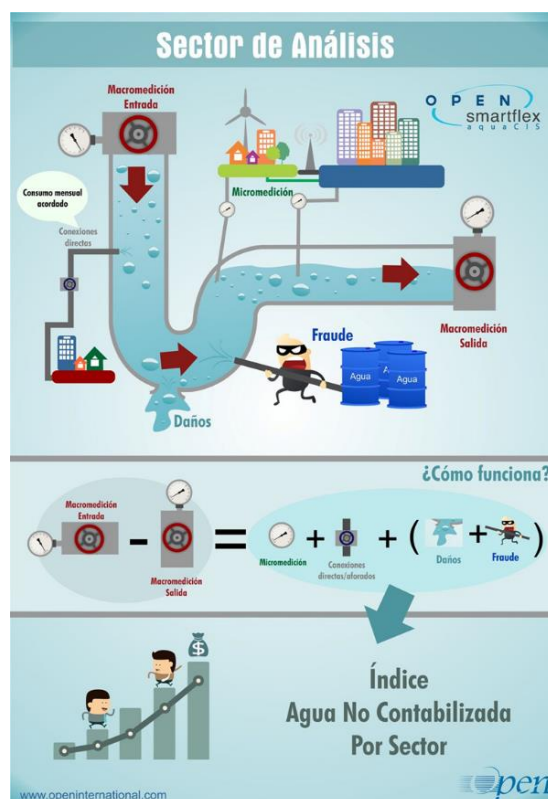 Sector de Análisis
Macromedición
Entrada
OPEN
smartflex
aquaCIS
Micromedición
Consumo mensual
acordado
Conexiones
directas
Macromedición
Salida
Fraude
Agua
A
Agua
Daños
¿Cómo funciona?
Macromedición
Entrada
-
Macromedición
Salida
=
Micromedición
+
Conexiones
directas/aforados
+
(
Daños
+
Fraude
)
$
Índice
Agua No Contabilizada
Por Sector
www.openinternational.com
Open